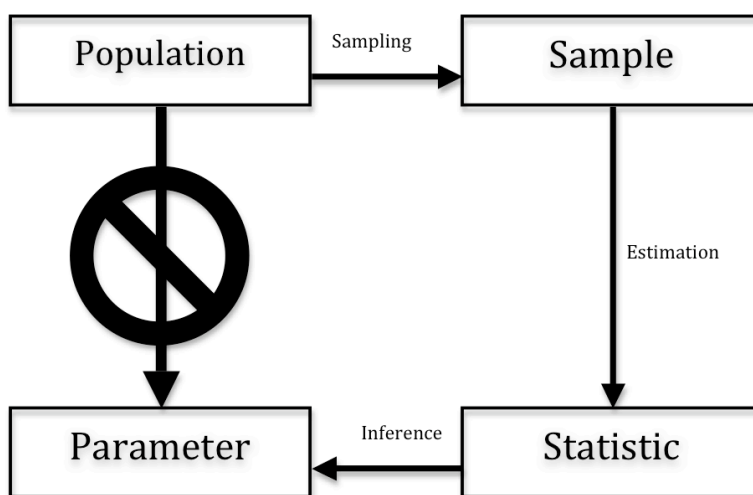 Population
Sampling
Sample
Estimation
Parameter
Inference
Statistic